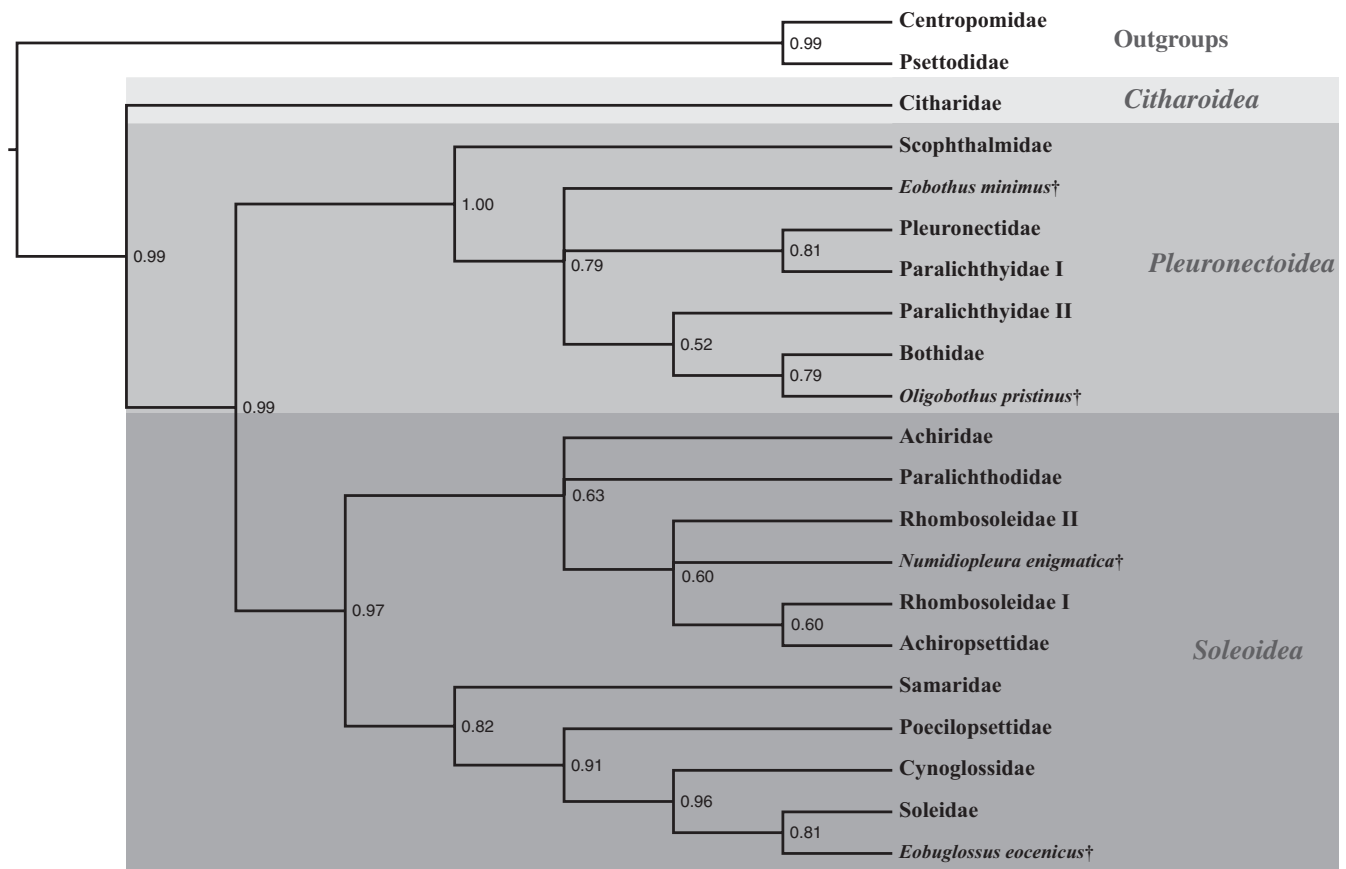 Centropomidae
0.99
Outgroups
Psettodidae
Citharidae
Citharoidea
Scophthalmidae
Eobothus minimus†
1.00
Pleuronectidae
0.81
0.99
0.79
Paralichthyidae I
Pleuronectoidea
Paralichthyidae II
0.52
Bothidae
0.79
Oligobothus pristinus†
0.99
Achiridae
Paralichthodidae
0.63
Rhombosoleidae II
Numidiopleura enigmatica†
0.60
Rhombosoleidae I
0.60
0.97
Achiropsettidae
Soleoidea
Samaridae
0.82
Poecilopsettidae
0.91
Cynoglossidae
0.96
Soleidae
0.81
Eobuglossus eocenicus†